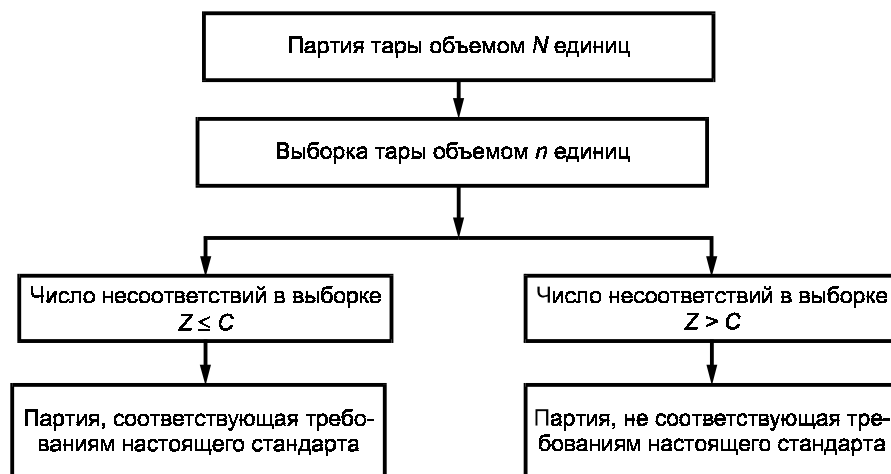 Партия тары объемом N единиц
Выборка тары объемом n единиц
Число несоответствий в выборке
Z ≤ C
Число несоответствий в выборке
Z > C
Партия, соответствующая требо-
ваниям настоящего стандарта
Партия, не соответствующая тре-
бованиям настоящего стандарта